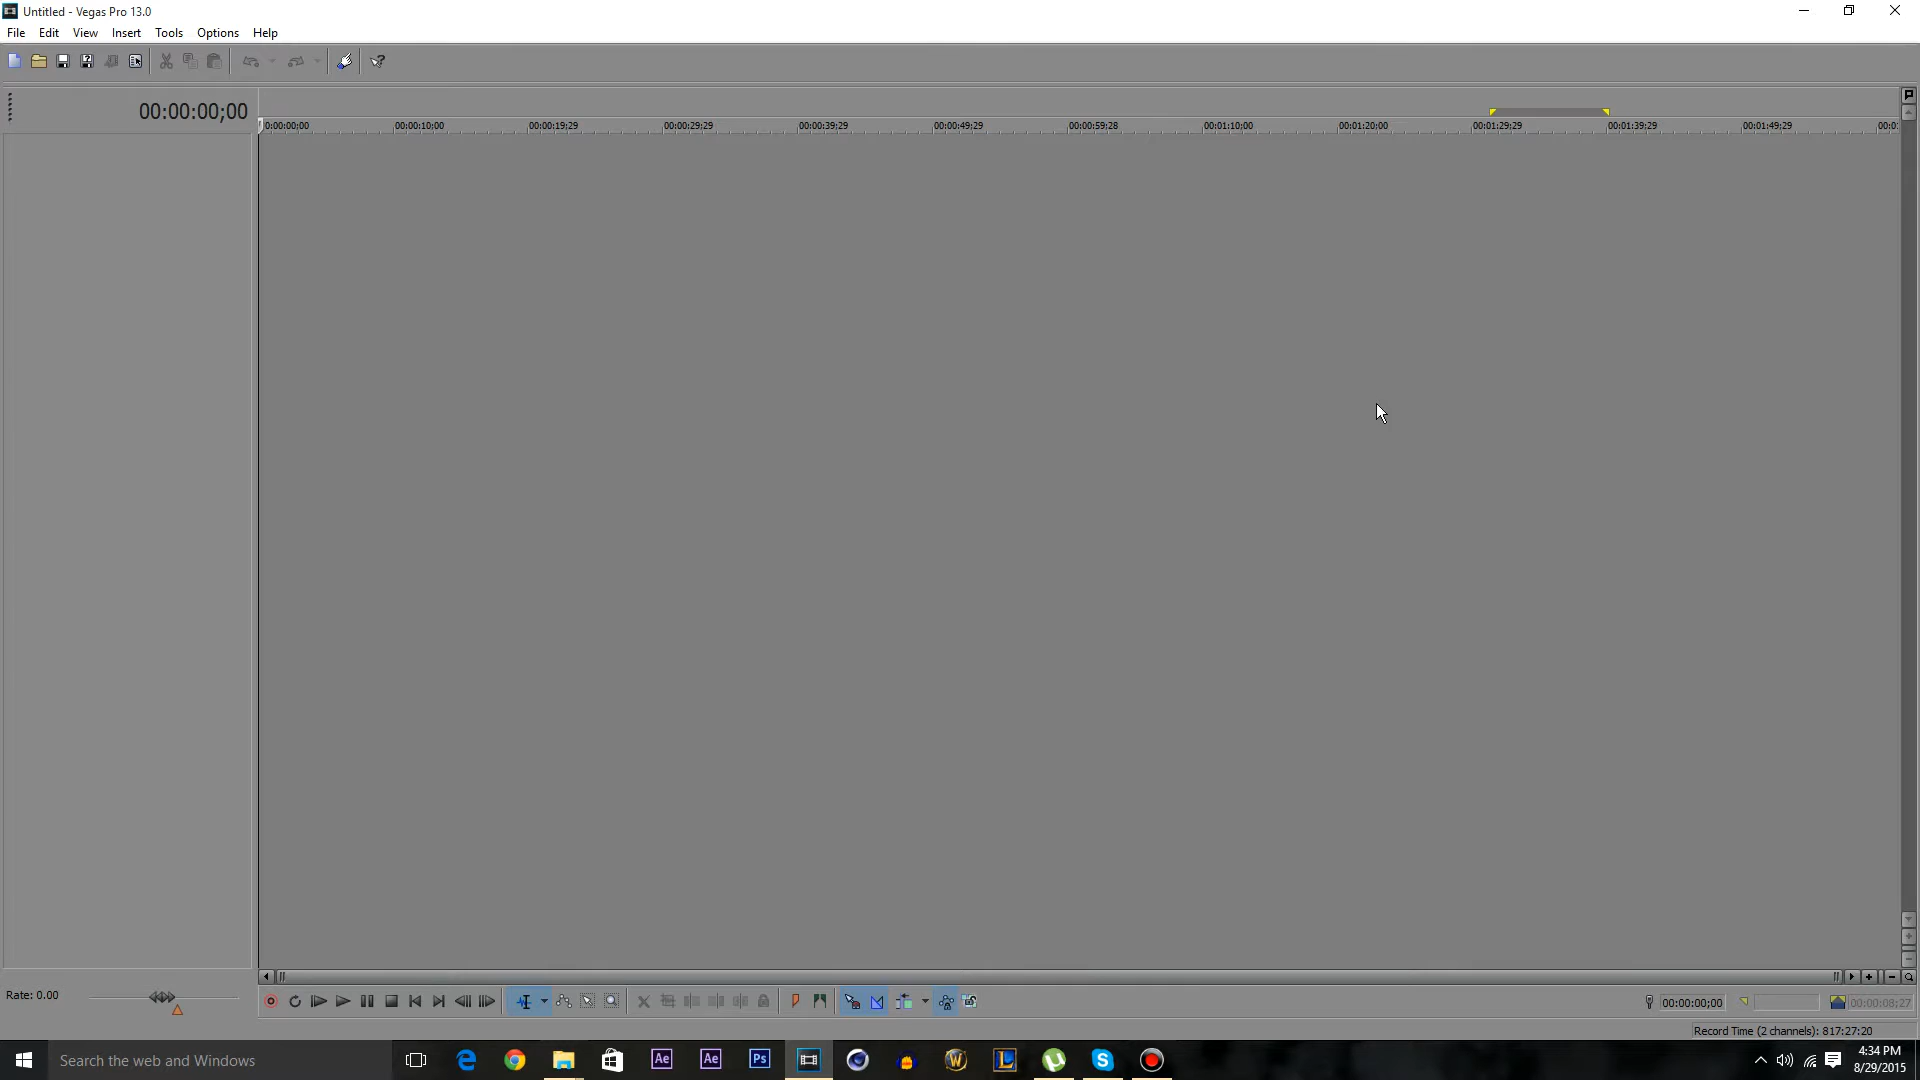 Untitled - Vegas Pro 13.0
File Edit View Insert Tools Options Help
00:00:00;00
0:00:00;00 00:00:10;00 00:00:19;29 00:00:29;29 00:00:39;29 00:00:49;29 00:00:59;28 00:01:10;00 00:01:20;00 00:01:29;29 00:01:39;29 00:01:49;29 00:0
Rate: 0.00
00:00:00;00 00:00:08;27
Record Time (2 channels): 817:27:20
Search the web and Windows
Ae Ae Ps W L S
4:34 PM
8/29/2015